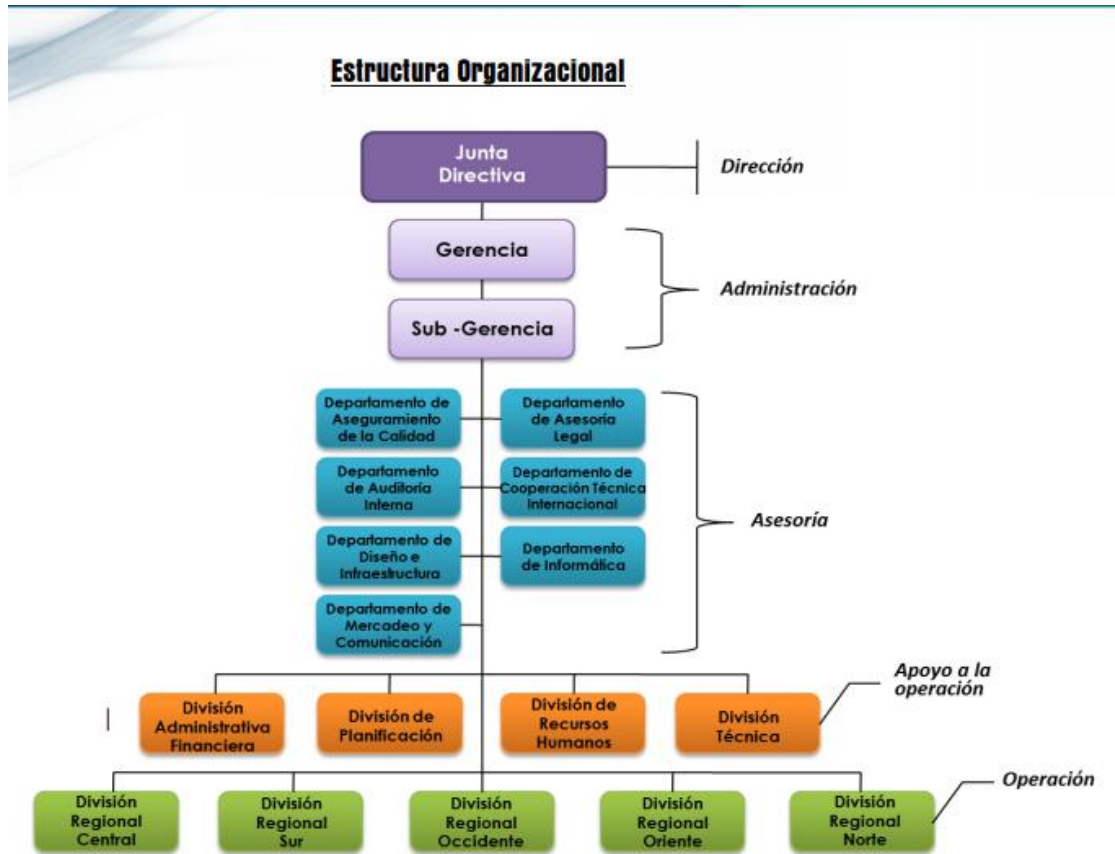 Estructura Organizacional
Junta
Directiva
Dirección
Gerencia
Administración
Sub -Gerencia
Departamento de
Aseguramiento
de la Calidad
Departamento
de Asesoría
Legal
Departamento
de Auditoría
Interna
Departamento de
Cooperación Técnica
Internacional
Asesoría
Departamento de
Diseño e
Infraestructura
Departamento
de Informática
Departamento de
Mercadeo y
Comunicación
Apoyo a la
operación
División
Administrativa
Financiera
División de
Planificación
División de
Recursos
Humanos
División
Técnica
Operación
División
Regional
Central
División
Regional
Sur
División
Regional
Occidente
División
Regional
Oriente
División
Regional
Norte